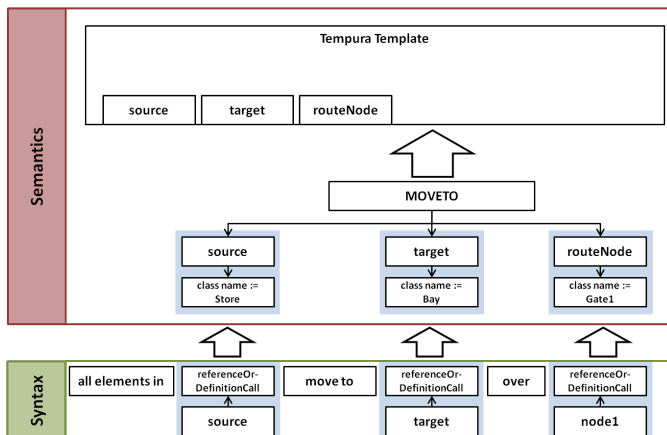 Semantics
Tempura Template
source target routeNode
MOVETO
source target routeNode
class name := class name := class name :=
Store Bay Gate1
Syntax
all elements in referenceOr- move to referenceOr- over referenceOr-
DefinitionCall DefinitionCall DefinitionCall
source target node1